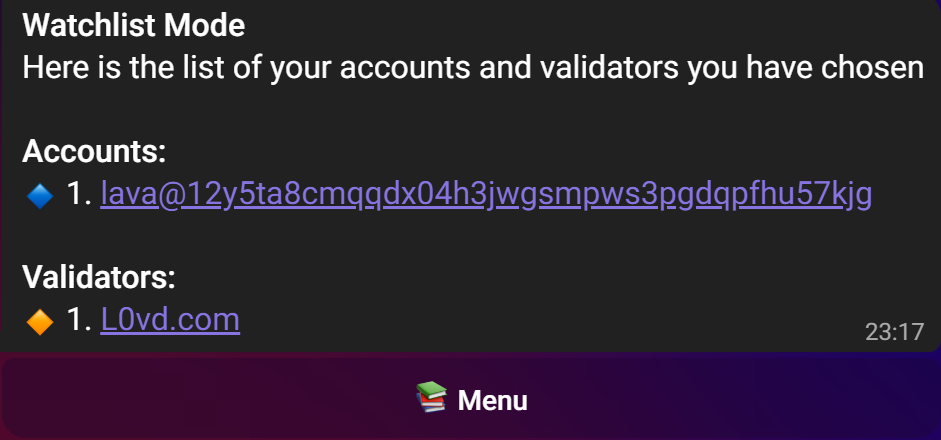 Watchlist Mode
Here is the list of your accounts and validators you have chosen
Accounts:
🔹 1. lava@12y5ta8cmqqdx04h3jwgsmpws3pgdqpfhu57kjg
Validators:
🔶 1. L0vd.com
23:17
📚 Menu